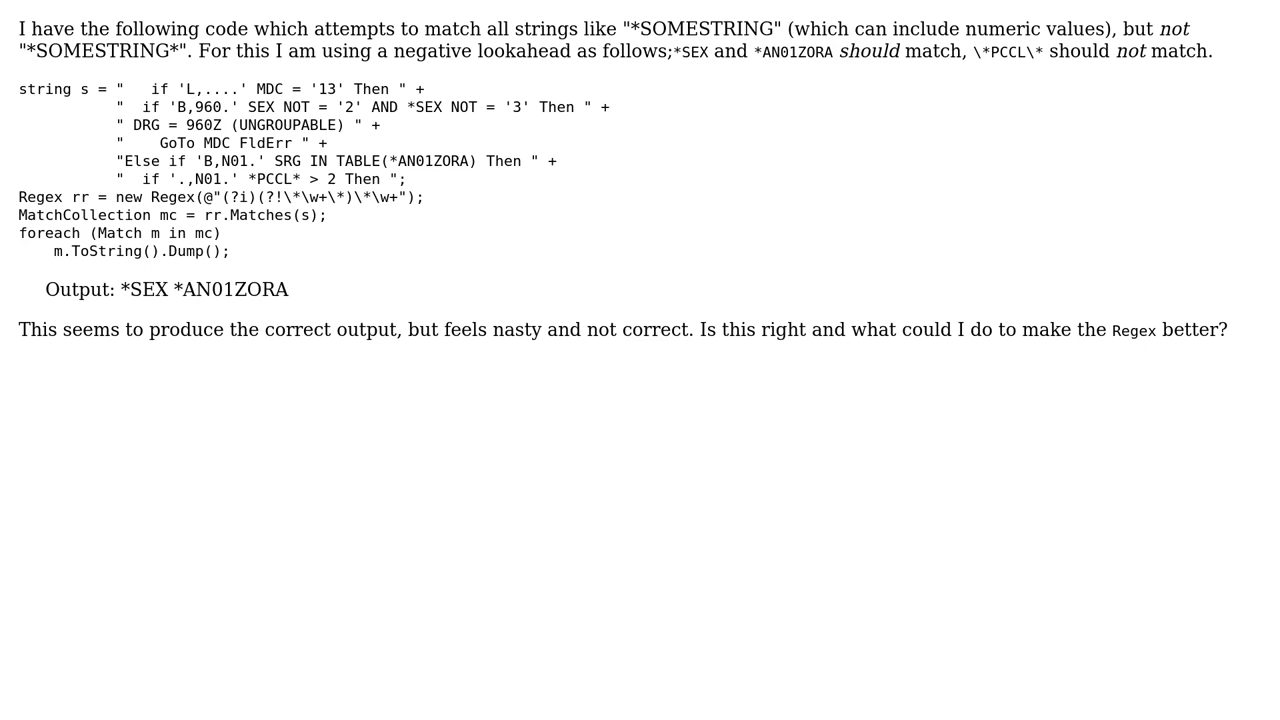 I have the following code which attempts to match all strings like "*SOMESTRING" (which can include numeric values), but not
"*SOMESTRING*". For this I am using a negative lookahead as follows;*SEX and *AN01ZORA should match, \*PCCL\* should not match.
string s = "   if 'L,....' MDC = '13' Then " +
           "  if 'B,960.' SEX NOT = '2' AND *SEX NOT = '3' Then " +
           " DRG = 960Z (UNGROUPABLE) " +
           "    GoTo MDC FldErr " +
           "Else if 'B,N01.' SRG IN TABLE(*AN01ZORA) Then " +
           "  if '.,N01.' *PCCL* > 2 Then ";
Regex rr = new Regex(@"(?i)(?!\*\w+\*)\*\w+");
MatchCollection mc = rr.Matches(s);
foreach (Match m in mc)
    m.ToString().Dump();
Output: *SEX *AN01ZORA
This seems to produce the correct output, but feels nasty and not correct. Is this right and what could I do to make the Regex better?